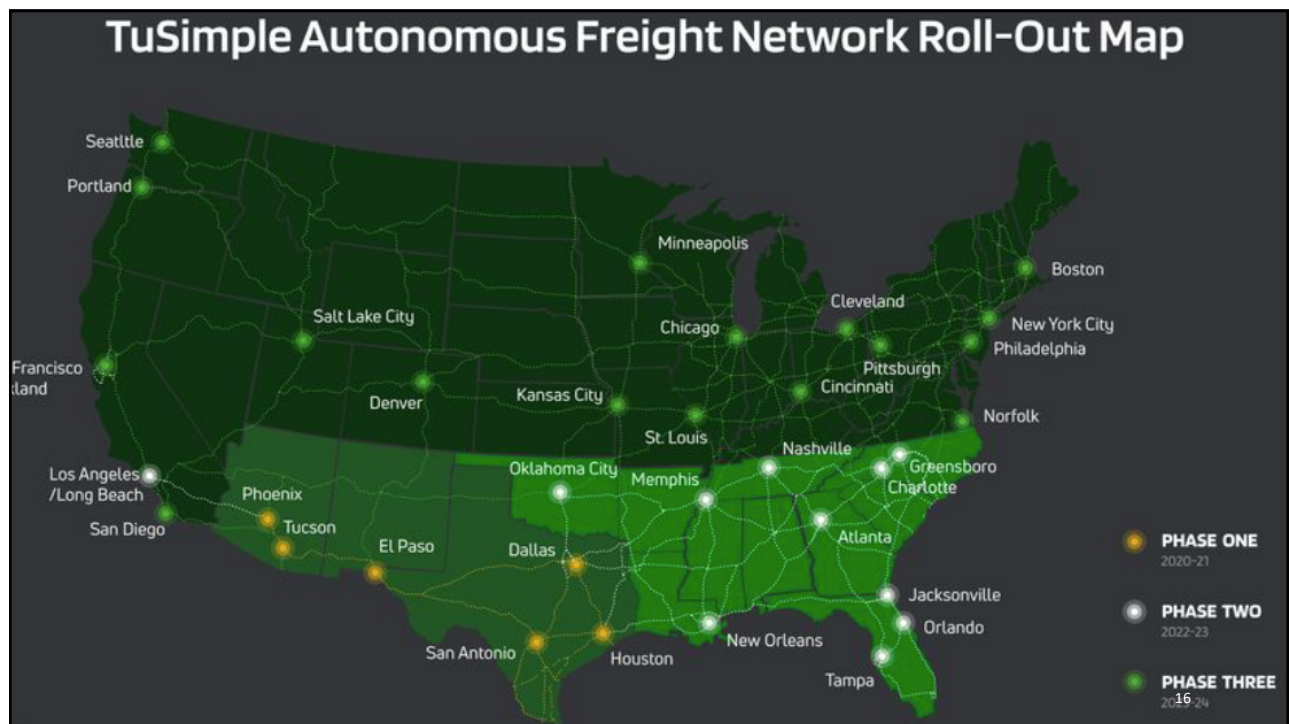 TuSimple Autonomous Freight Network Roll-Out Map
Seatltle
Portland
Minneapolis
Boston
Cleveland
Salt Lake City
Chicago
New York City
Philadelphia
Francisco
kland
Pittsburgh
Cincinnati
Denver
Kansas City
Norfolk
St. Louis
Nashville
Los Angeles
/Long Beach
Oklahoma City
Memphis
Greensboro
Charlotte
Phoenix
San Diego
Tucson
El Paso
Dallas
Atlanta
PHASE ONE
2020-21
Jacksonville
Orlando
PHASE TWO
2022-23
New Orleans
San Antonio
Houston
Tampa
PHASE THREE
16